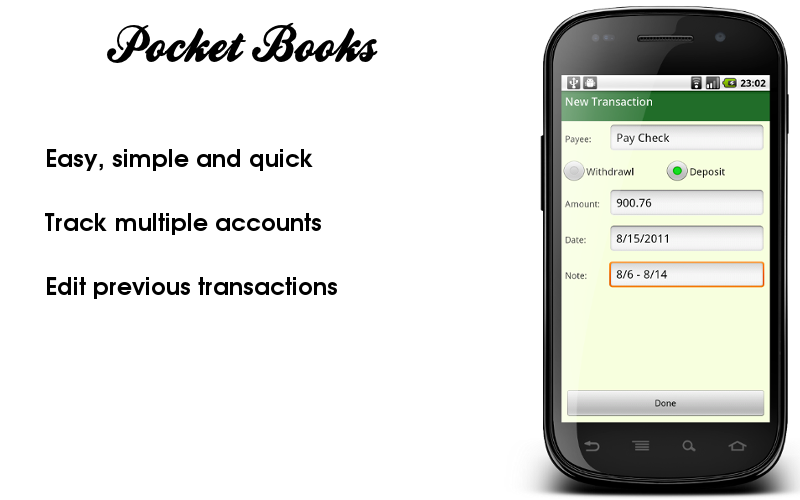 Pocket Books
Easy, simple and quick
Track multiple accounts
Edit previous transactions
23:02
New Transaction
Payee: Pay Check
Withdrawl Deposit
Amount: 900.76
Date: 8/15/2011
Note: 8/6 - 8/14
Done